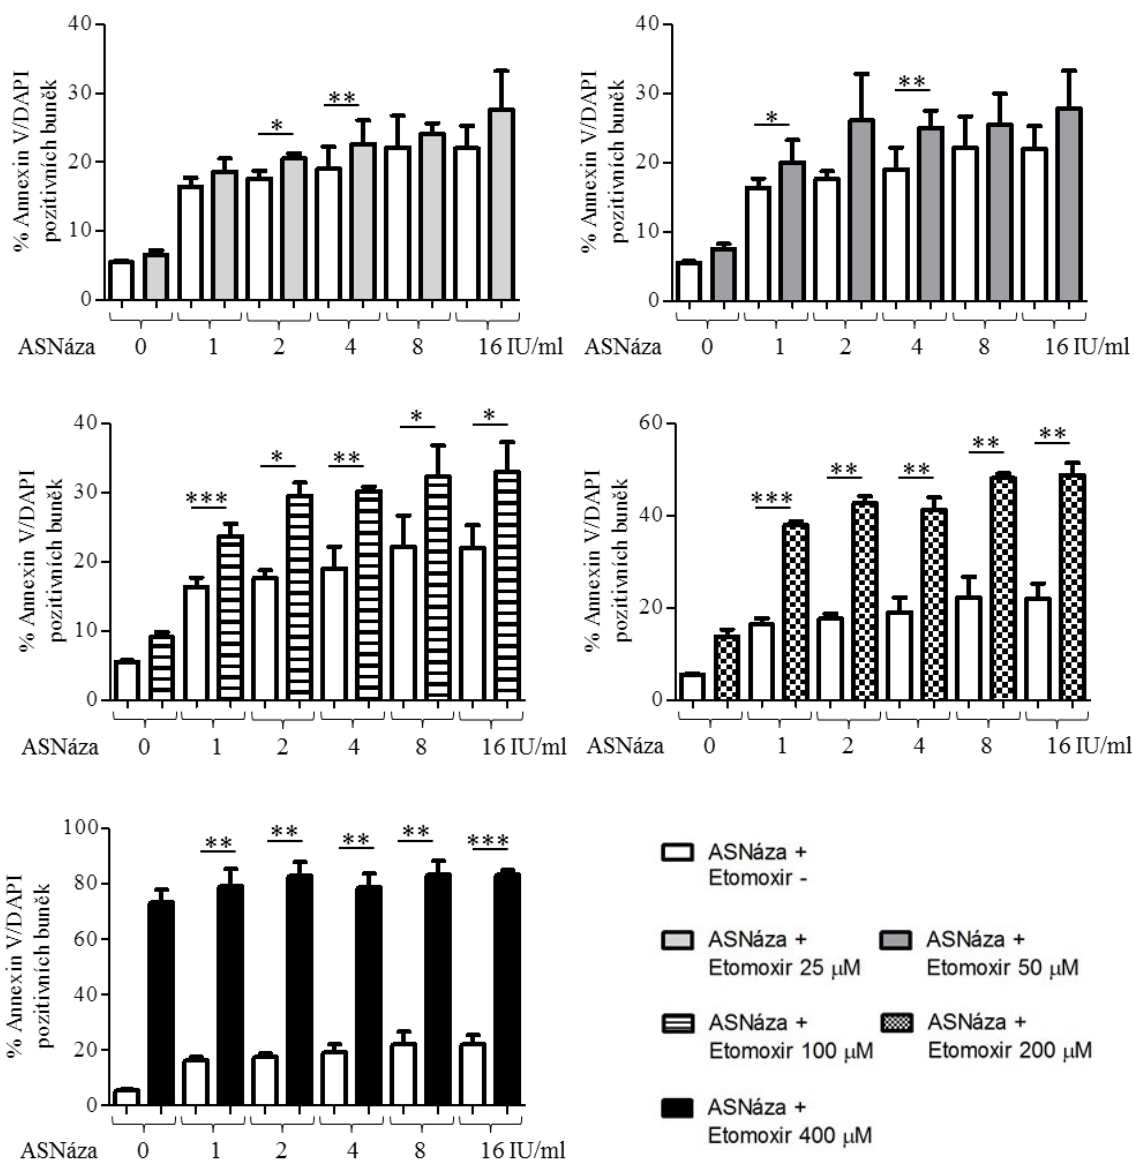 % Annexin V/DAPI
pozitivních buněk
40
30
20
10
0
*
**
ASNáza 0 1 2 4 8 16 IU/ml
% Annexin V/DAPI
pozitivních buněk
40
30
20
10
0
*
**
ASNáza 0 1 2 4 8 16 IU/ml
% Annexin V/DAPI
pozitivních buněk
40
30
20
10
0
***
*
**
*
*
ASNáza 0 1 2 4 8 16 IU/ml
% Annexin V/DAPI
pozitivních buněk
60
40
20
0
***
**
**
**
**
ASNáza 0 1 2 4 8 16 IU/ml
% Annexin V/DAPI
pozitivních buněk
100
80
60
40
20
0
**
**
**
**
***
ASNáza 0 1 2 4 8 16 IU/ml
ASNáza +
Etomoxir -
ASNáza +
Etomoxir 25 µM
ASNáza +
Etomoxir 50 µM
ASNáza +
Etomoxir 100 µM
ASNáza +
Etomoxir 200 µM
ASNáza +
Etomoxir 400 µM